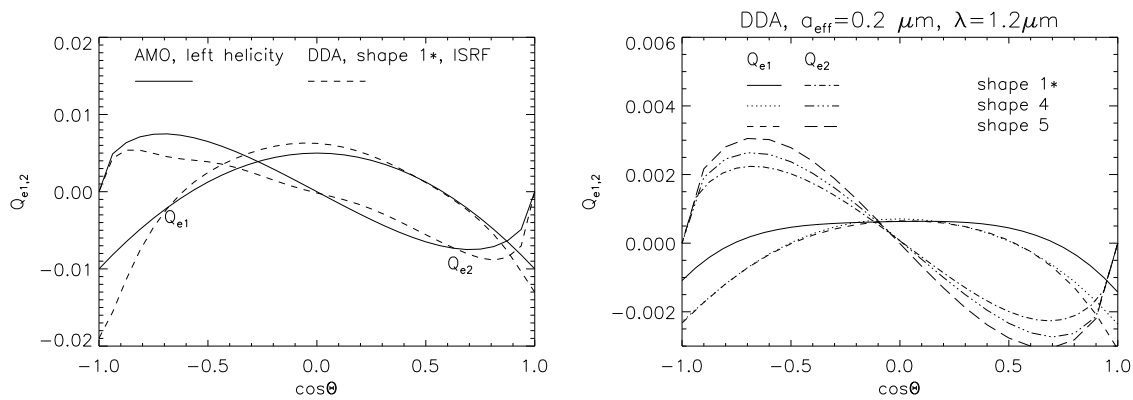 AMO, left helicity DDA, shape 1*, ISRF
0.02
0.01
0.00
−0.01
−0.02
Q_e1,2
Q_e1
Q_e2
−1.0 −0.5 0.0 0.5 1.0
cosΘ
DDA, a_eff=0.2 μm, λ=1.2μm
0.006
0.004
0.002
0.000
−0.002
Q_e1,2
Q_e1 Q_e2
shape 1*
shape 4
shape 5
−1.0 −0.5 0.0 0.5 1.0
cosΘ